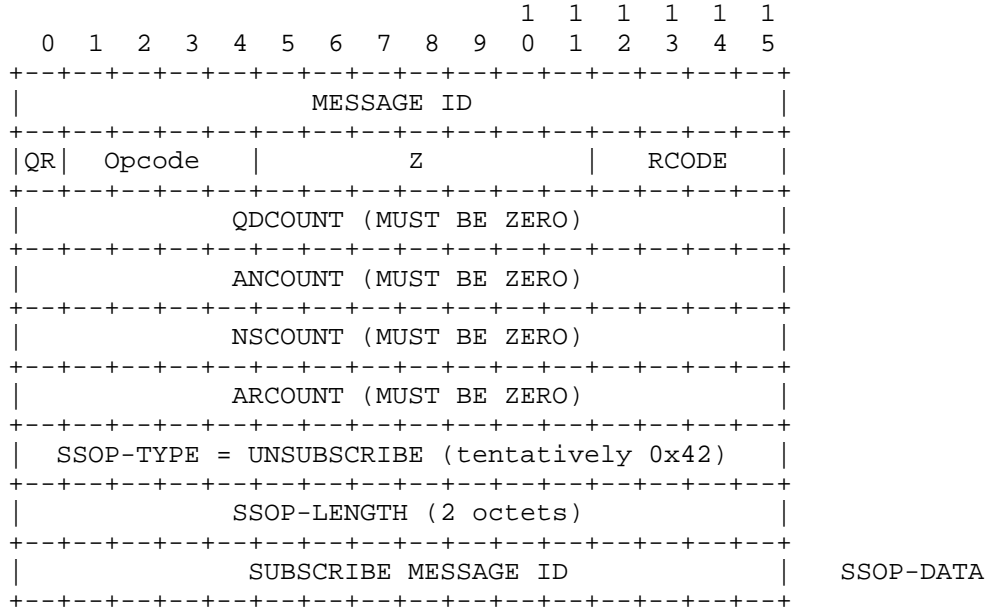 1  1  1  1  1  1
   0  1  2  3  4  5  6  7  8  9  0  1  2  3  4  5
+--+--+--+--+--+--+--+--+--+--+--+--+--+--+--+--+
|                  MESSAGE ID                   |
+--+--+--+--+--+--+--+--+--+--+--+--+--+--+--+--+
|QR|  Opcode   |         Z          |   RCODE   |
+--+--+--+--+--+--+--+--+--+--+--+--+--+--+--+--+
|             QDCOUNT (MUST BE ZERO)            |
+--+--+--+--+--+--+--+--+--+--+--+--+--+--+--+--+
|             ANCOUNT (MUST BE ZERO)            |
+--+--+--+--+--+--+--+--+--+--+--+--+--+--+--+--+
|             NSCOUNT (MUST BE ZERO)            |
+--+--+--+--+--+--+--+--+--+--+--+--+--+--+--+--+
|             ARCOUNT (MUST BE ZERO)            |
+--+--+--+--+--+--+--+--+--+--+--+--+--+--+--+--+
|  SSOP-TYPE = UNSUBSCRIBE (tentatively 0x42)   |
+--+--+--+--+--+--+--+--+--+--+--+--+--+--+--+--+
|             SSOP-LENGTH (2 octets)            |
+--+--+--+--+--+--+--+--+--+--+--+--+--+--+--+--+
|              SUBSCRIBE MESSAGE ID             |   SSOP-DATA
+--+--+--+--+--+--+--+--+--+--+--+--+--+--+--+--+